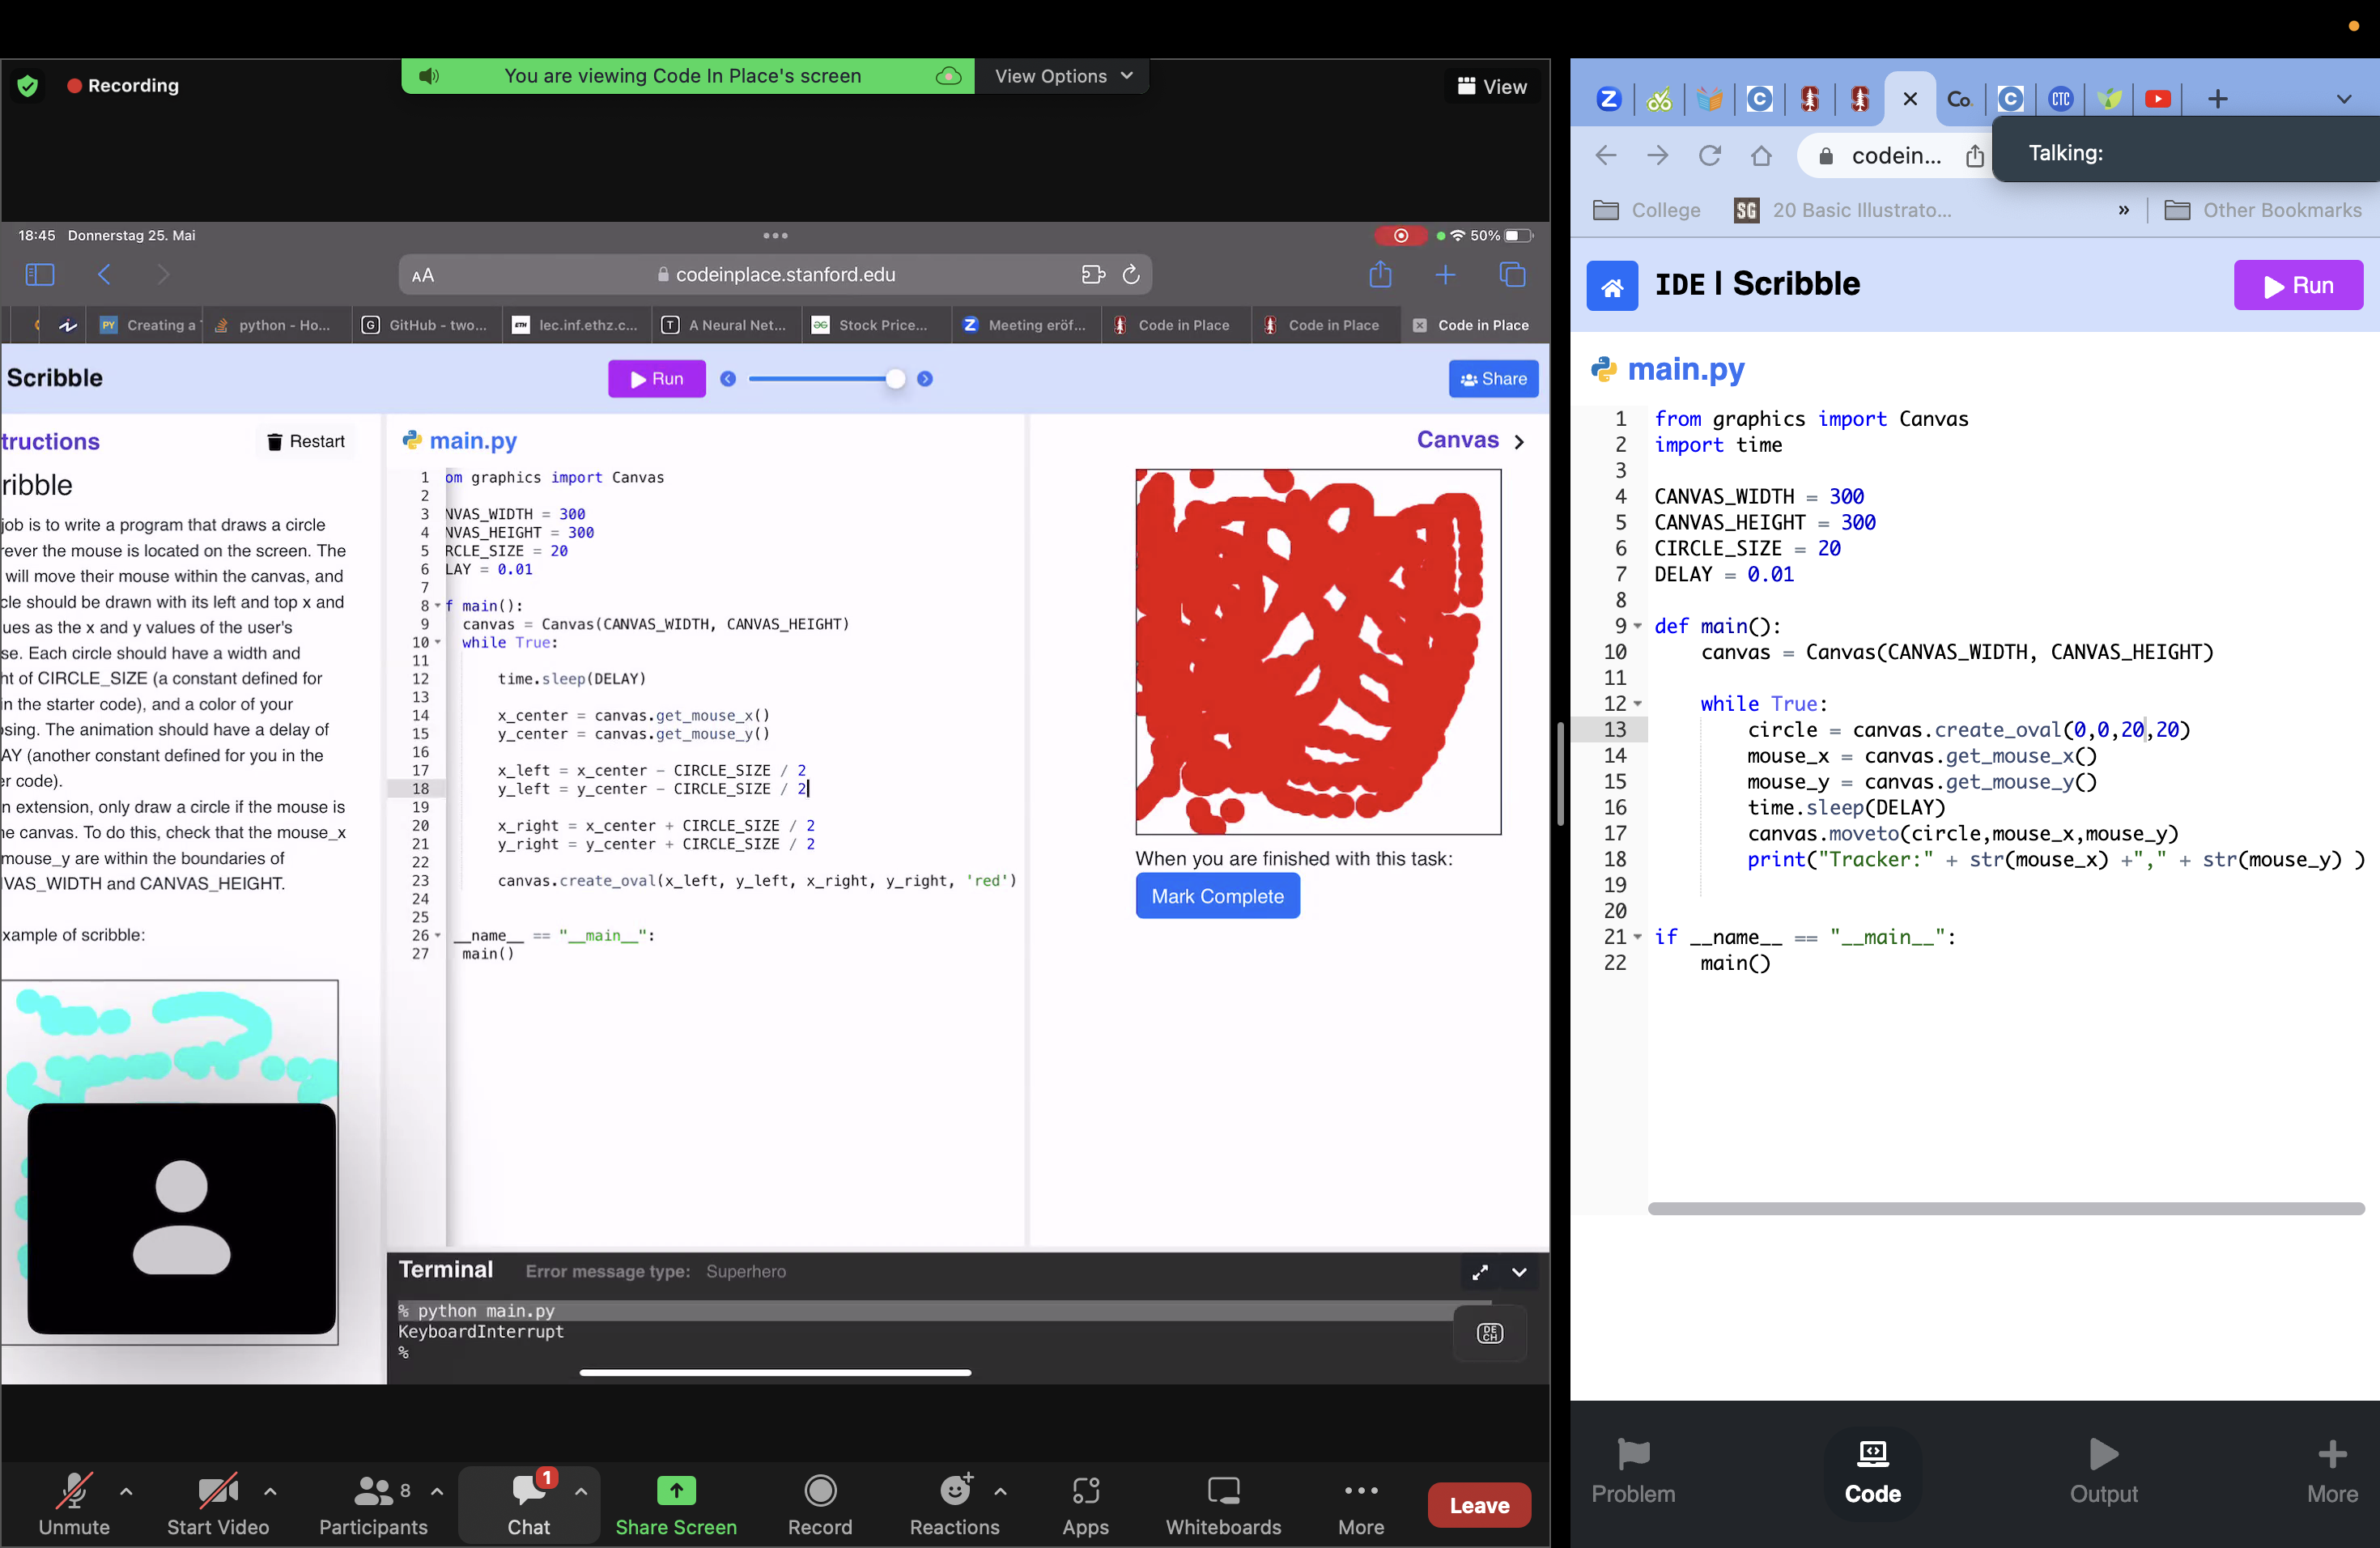 Recording
You are viewing Code In Place's screen
View Options
View
18:45 Donnerstag 25. Mai
50%
AA
codeinplace.stanford.edu
PY Creating a
python - Ho...
G GitHub - two...
ETH lec.inf.ethz.c...
T A Neural Net...
Stock Price...
Z Meeting eröf...
Code in Place
Code in Place
Code in Place
Scribble
Run
Share
tructions
Restart
ribble
job is to write a program that draws a circle
rever the mouse is located on the screen. The
will move their mouse within the canvas, and
cle should be drawn with its left and top x and
ues as the x and y values of the user's
se. Each circle should have a width and
ht of CIRCLE_SIZE (a constant defined for
in the starter code), and a color of your
osing. The animation should have a delay of
AY (another constant defined for you in the
er code).
n extension, only draw a circle if the mouse is
he canvas. To do this, check that the mouse_x
mouse_y are within the boundaries of
VAS_WIDTH and CANVAS_HEIGHT.
xample of scribble:
main.py
1 om graphics import Canvas
2
3 NVAS_WIDTH = 300
4 NVAS_HEIGHT = 300
5 RCLE_SIZE = 20
6 LAY = 0.01
7
8 f main():
9 canvas = Canvas(CANVAS_WIDTH, CANVAS_HEIGHT)
10 while True:
11
12 time.sleep(DELAY)
13
14 x_center = canvas.get_mouse_x()
15 y_center = canvas.get_mouse_y()
16
17 x_left = x_center - CIRCLE_SIZE / 2
18 y_left = y_center - CIRCLE_SIZE / 2
19
20 x_right = x_center + CIRCLE_SIZE / 2
21 y_right = y_center + CIRCLE_SIZE / 2
22
23 canvas.create_oval(x_left, y_left, x_right, y_right, 'red')
24
25
26 __name__ == "__main__":
27 main()
Canvas
When you are finished with this task:
Mark Complete
Terminal Error message type: Superhero
% python main.py
KeyboardInterrupt
%
DE
CH
Unmute
Start Video
8
Participants
1
Chat
Share Screen
Record
Reactions
Apps
Whiteboards
More
Leave
Z
C
Co
C
CTC
codein...
Talking:
College
SG 20 Basic Illustrato...
»
Other Bookmarks
IDE | Scribble
Run
main.py
1 from graphics import Canvas
2 import time
3
4 CANVAS_WIDTH = 300
5 CANVAS_HEIGHT = 300
6 CIRCLE_SIZE = 20
7 DELAY = 0.01
8
9 def main():
10 canvas = Canvas(CANVAS_WIDTH, CANVAS_HEIGHT)
11
12 while True:
13 circle = canvas.create_oval(0,0,20,20)
14 mouse_x = canvas.get_mouse_x()
15 mouse_y = canvas.get_mouse_y()
16 time.sleep(DELAY)
17 canvas.moveto(circle,mouse_x,mouse_y)
18 print("Tracker:" + str(mouse_x) +"," + str(mouse_y) )
19
20
21 if __name__ == "__main__":
22 main()
Problem
Code
Output
More